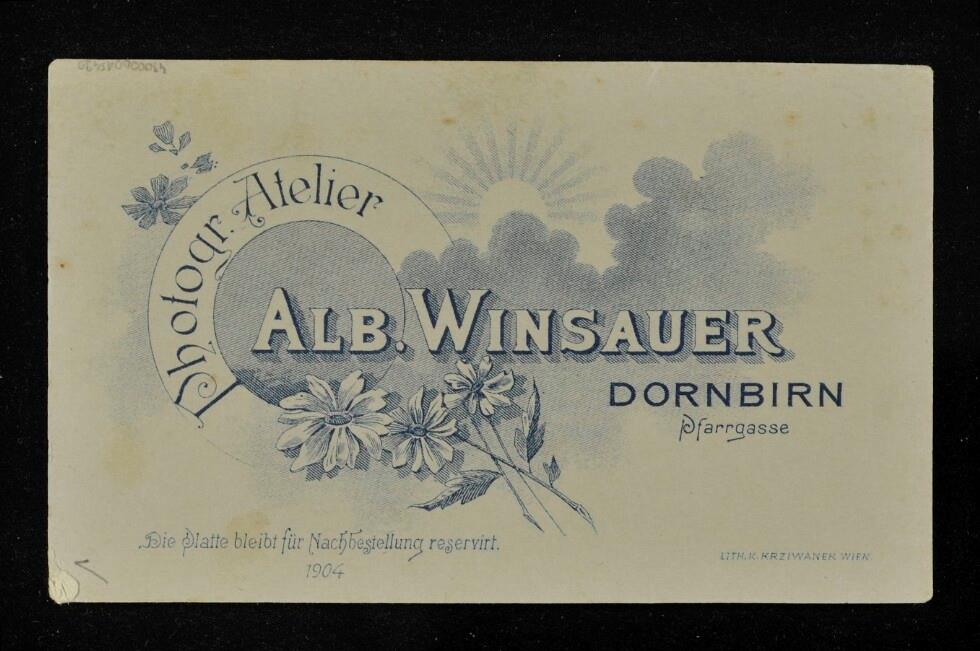 Photogr. Atelier
ALB. WINSAUER
DORNBIRN
Pfarrgasse
Die Platte bleibt für Nachbestellung reservirt.
1904
LITH. K. KRZIWANEK WIEN.